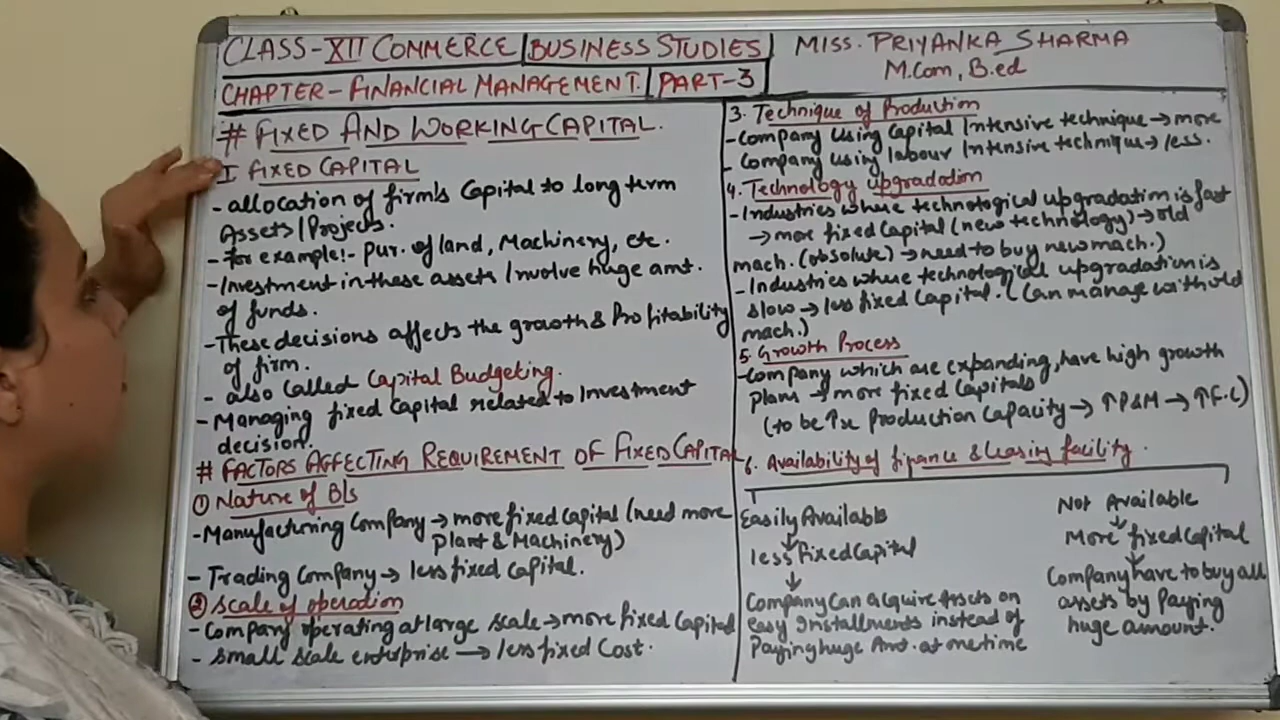 CLASS-XII COMMERCE BUSINESS STUDIES MISS. PRIYANKA SHARMA
M.Com, B.ed
CHAPTER- FINANCIAL MANAGEMENT. PART-3
# FIXED AND WORKING CAPITAL.
I FIXED CAPITAL
- allocation of firm's Capital to long term
Assets/Projects.
- for example:- Pur. of land, Machinery, etc.
- Investment in these assets Involve huge amt.
of funds.
- These decisions affects the growth & Profitability
of firm.
- also called Capital Budgeting.
- Managing fixed Capital related to Investment
decision.
# FACTORS AFFECTING REQUIREMENT OF FIXED CAPITAL
① Nature of B/s
- Manufacturing Company → more fixed Capital (need more
Plant & Machinery)
- Trading Company → less fixed Capital.
② Scale of operation
- Company operating at large scale → more fixed Capital
- Small scale enterprise → less fixed Cost.
3. Technique of Production
- Company using Capital Intensive technique → more
- Company using labour Intensive technique → less.
4. Technology upgradation
- Industries where technological upgradation is fast
→ more fixed Capital (new technology) → old
mach. (obsolute) → need to buy new mach.)
- Industries where technological upgradation is
slow → less fixed Capital. (Can manage with old
mach.)
5. Growth Process
- Company which are expanding, have high growth
Plans → more fixed Capitals
(to be ↑se Production Capacity → ↑P&M → ↑F.C)
6. Availability of finance & leasing facility.
Easily Available
↓
less fixed Capital
↓
Company Can acquire Assets on
easy Installments instead of
Paying huge Amt. at one time
Not Available
↓
More fixed Capital
↓
Company have to buy all
assets by Paying
huge amount.